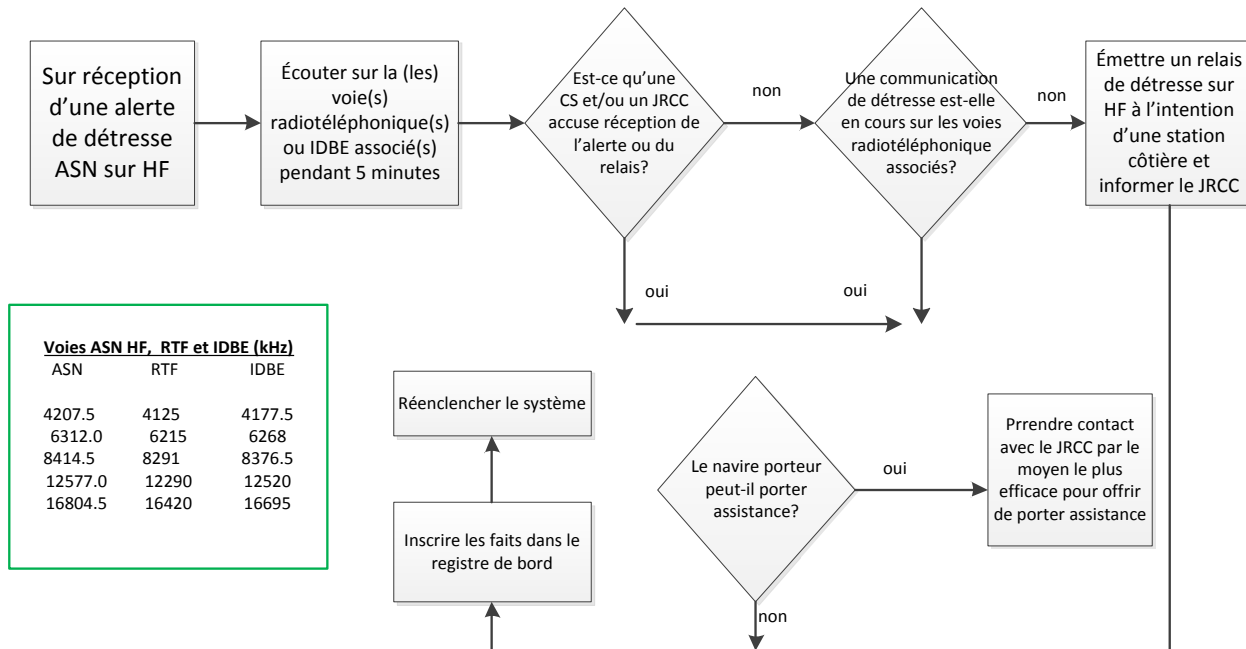 Sur réception
d'une alerte
de détresse
ASN sur HF
Écouter sur la (les)
voie(s)
radiotéléphonique(s)
ou IDBE associé(s)
pendant 5 minutes
Est-ce qu'une
CS et/ou un JRCC
accuse réception de
l'alerte ou du
relais?
non
Une communication
de détresse est-elle
en cours sur les voies
radiotéléphonique
associés?
non
Émettre un relais
de détresse sur
HF à l'intention
d'une station
côtière et
informer le JRCC
oui
oui
Voies ASN HF, RTF et IDBE (kHz)
ASN RTF IDBE
4207.5 4125 4177.5
6312.0 6215 6268
8414.5 8291 8376.5
12577.0 12290 12520
16804.5 16420 16695
Réenclencher le système
Inscrire les faits dans le
registre de bord
Le navire porteur
peut-il porter
assistance?
oui
Prrendre contact
avec le JRCC par le
moyen le plus
efficace pour offrir
de porter assistance
non